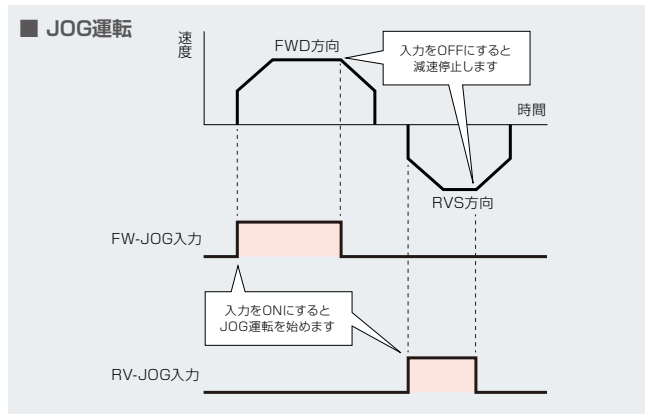 ■ JOG運転
速度
FWD方向
入力をOFFにすると
減速停止します
時間
RVS方向
FW-JOG入力
入力をONにすると
JOG運転を始めます
RV-JOG入力